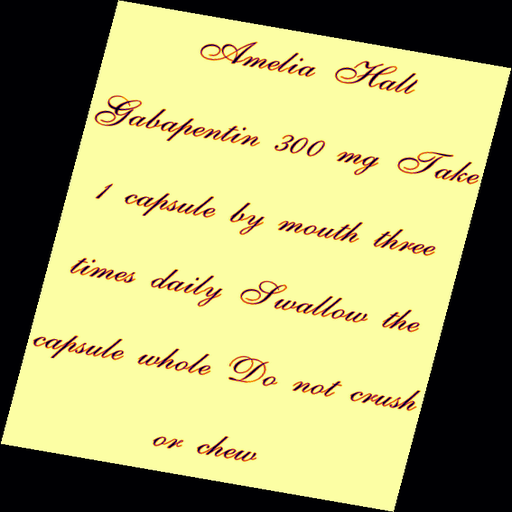 Amelia Halt
Gabapentin 300 mg Take
1 capsule by mouth three
times daily Swallow the
capsule whole Do not crush
or chew